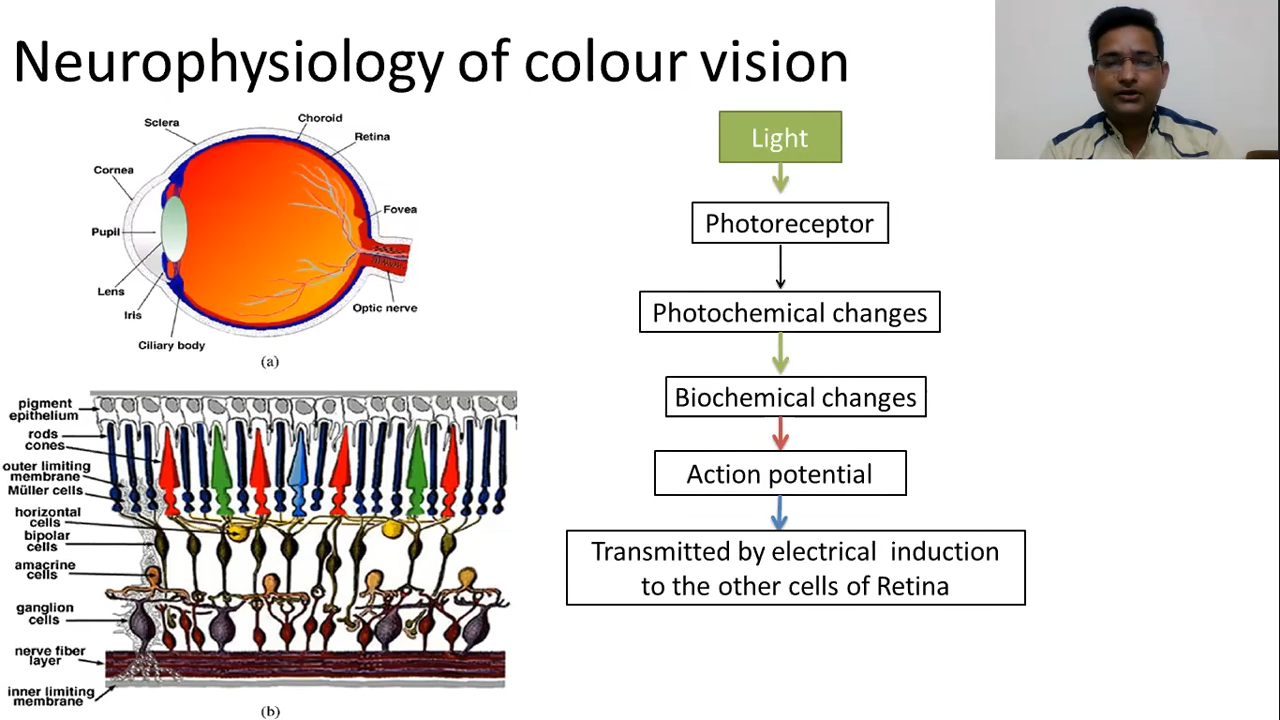 Neurophysiology of colour vision
Sclera
Choroid
Retina
Cornea
Fovea
Pupil
Lens
Iris
Optic nerve
Ciliary body
(a)
pigment
epithelium
rods
cones
outer limiting
membrane
Müller cells
horizontal
cells
bipolar
cells
amacrine
cells
ganglion
cells
nerve fiber
layer
inner limiting
membrane
(b)
Light
Photoreceptor
Photochemical changes
Biochemical changes
Action potential
Transmitted by electrical induction
to the other cells of Retina